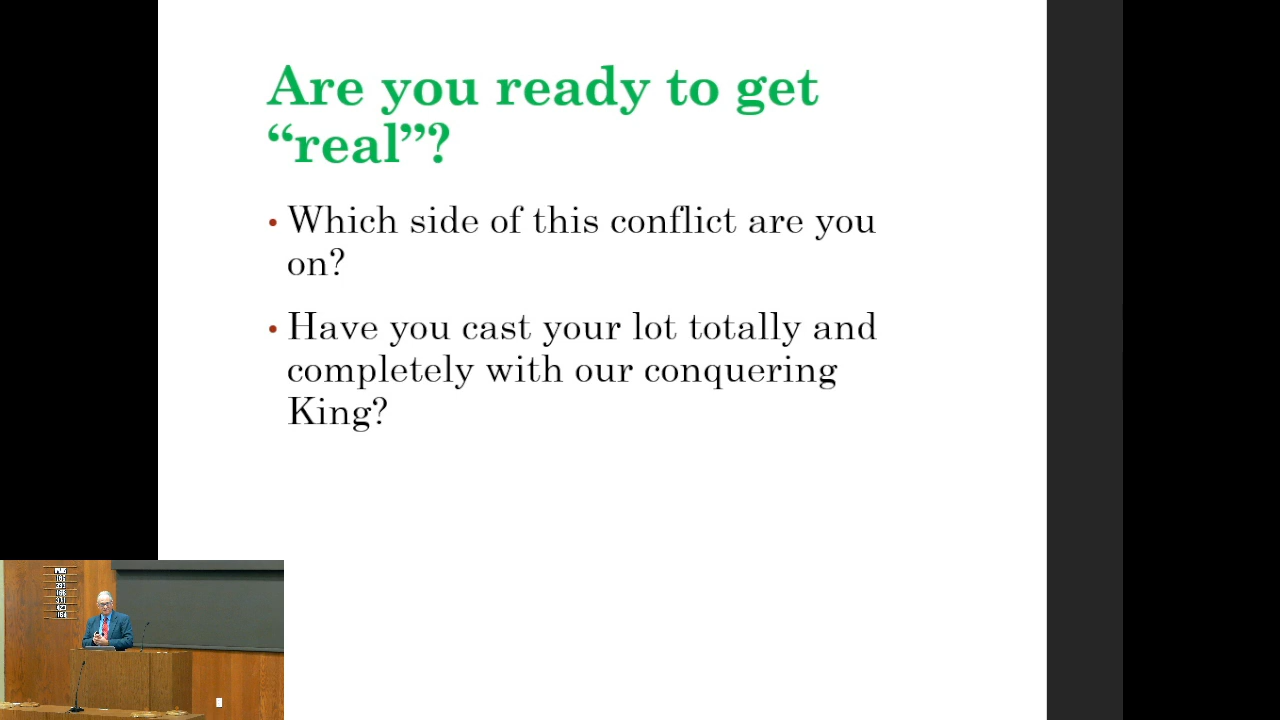 Are you ready to get
“real”?
• Which side of this conflict are you
on?
• Have you cast your lot totally and
completely with our conquering
King?